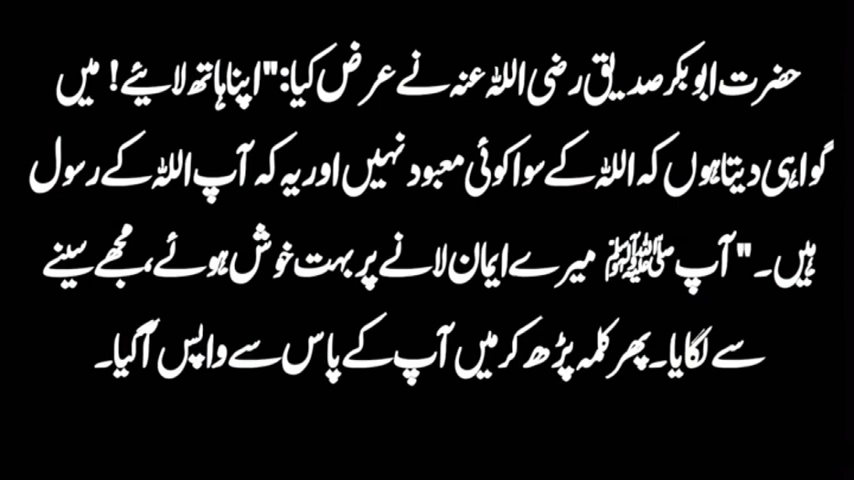 حضرت ابوبکر صدیق رضی اللہ عنہ نے عرض کیا: "اپنا ہاتھ لائیے! میں
گواہی دیتا ہوں کہ اللہ کے سوا کوئی معبود نہیں اور یہ کہ آپ اللہ کے رسول
ہیں۔" آپ ﷺ میرے ایمان لانے پر بہت خوش ہوئے، مجھے سینے
سے لگایا۔ پھر کلمہ پڑھ کر میں آپ کے پاس سے واپس آگیا۔